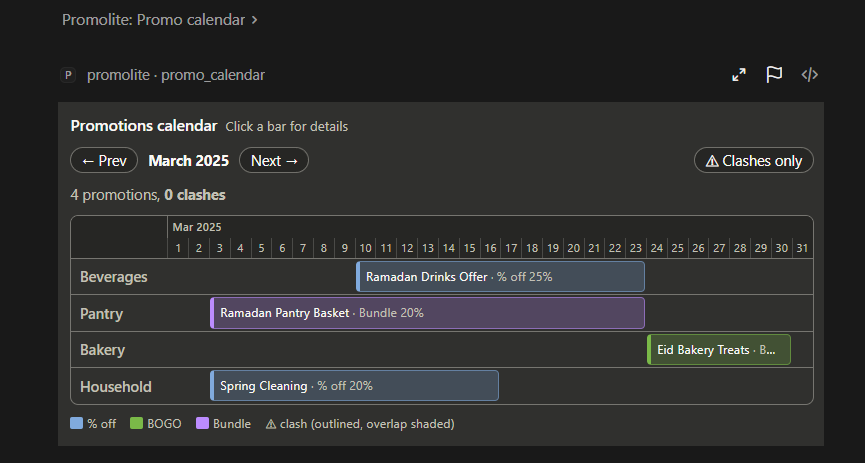 Promolite: Promo calendar >
P promolite · promo_calendar </>
Promotions calendar Click a bar for details
← Prev March 2025 Next → ⚠ Clashes only
4 promotions, 0 clashes
Mar 2025
1 2 3 4 5 6 7 8 9 10 11 12 13 14 15 16 17 18 19 20 21 22 23 24 25 26 27 28 29 30 31
Beverages Ramadan Drinks Offer · % off 25%
Pantry Ramadan Pantry Basket · Bundle 20%
Bakery Eid Bakery Treats · B...
Household Spring Cleaning · % off 20%
% off BOGO Bundle ⚠ clash (outlined, overlap shaded)